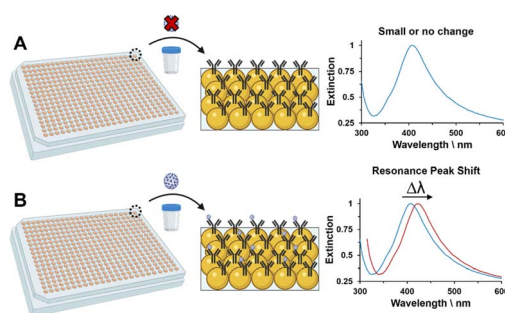 A
Small or no change
Extinction
1
0.75
0.5
0.25
300
400
500
600
Wavelength \ nm
B
Resonance Peak Shift
Δλ
Extinction
1
0.75
0.5
0.25
300
400
500
600
Wavelength \ nm